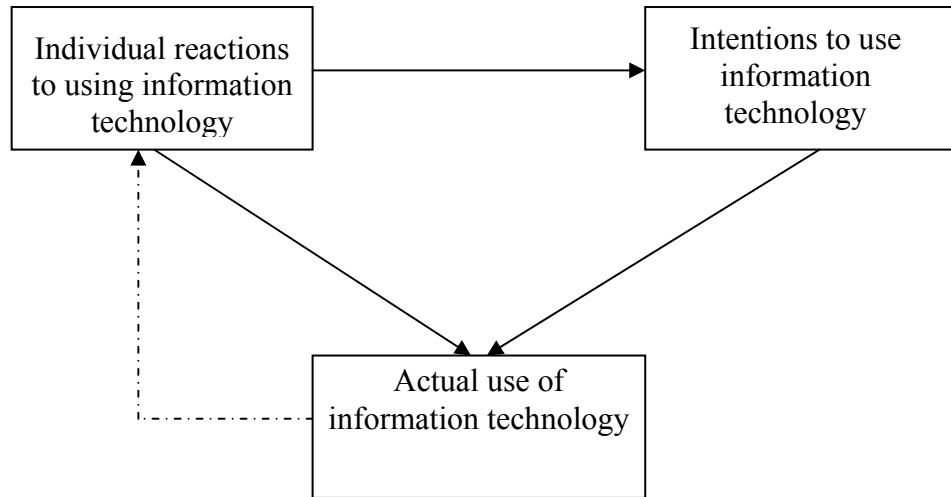 Individual reactions
to using information
technology
Intentions to use
information
technology
Actual use of
information technology